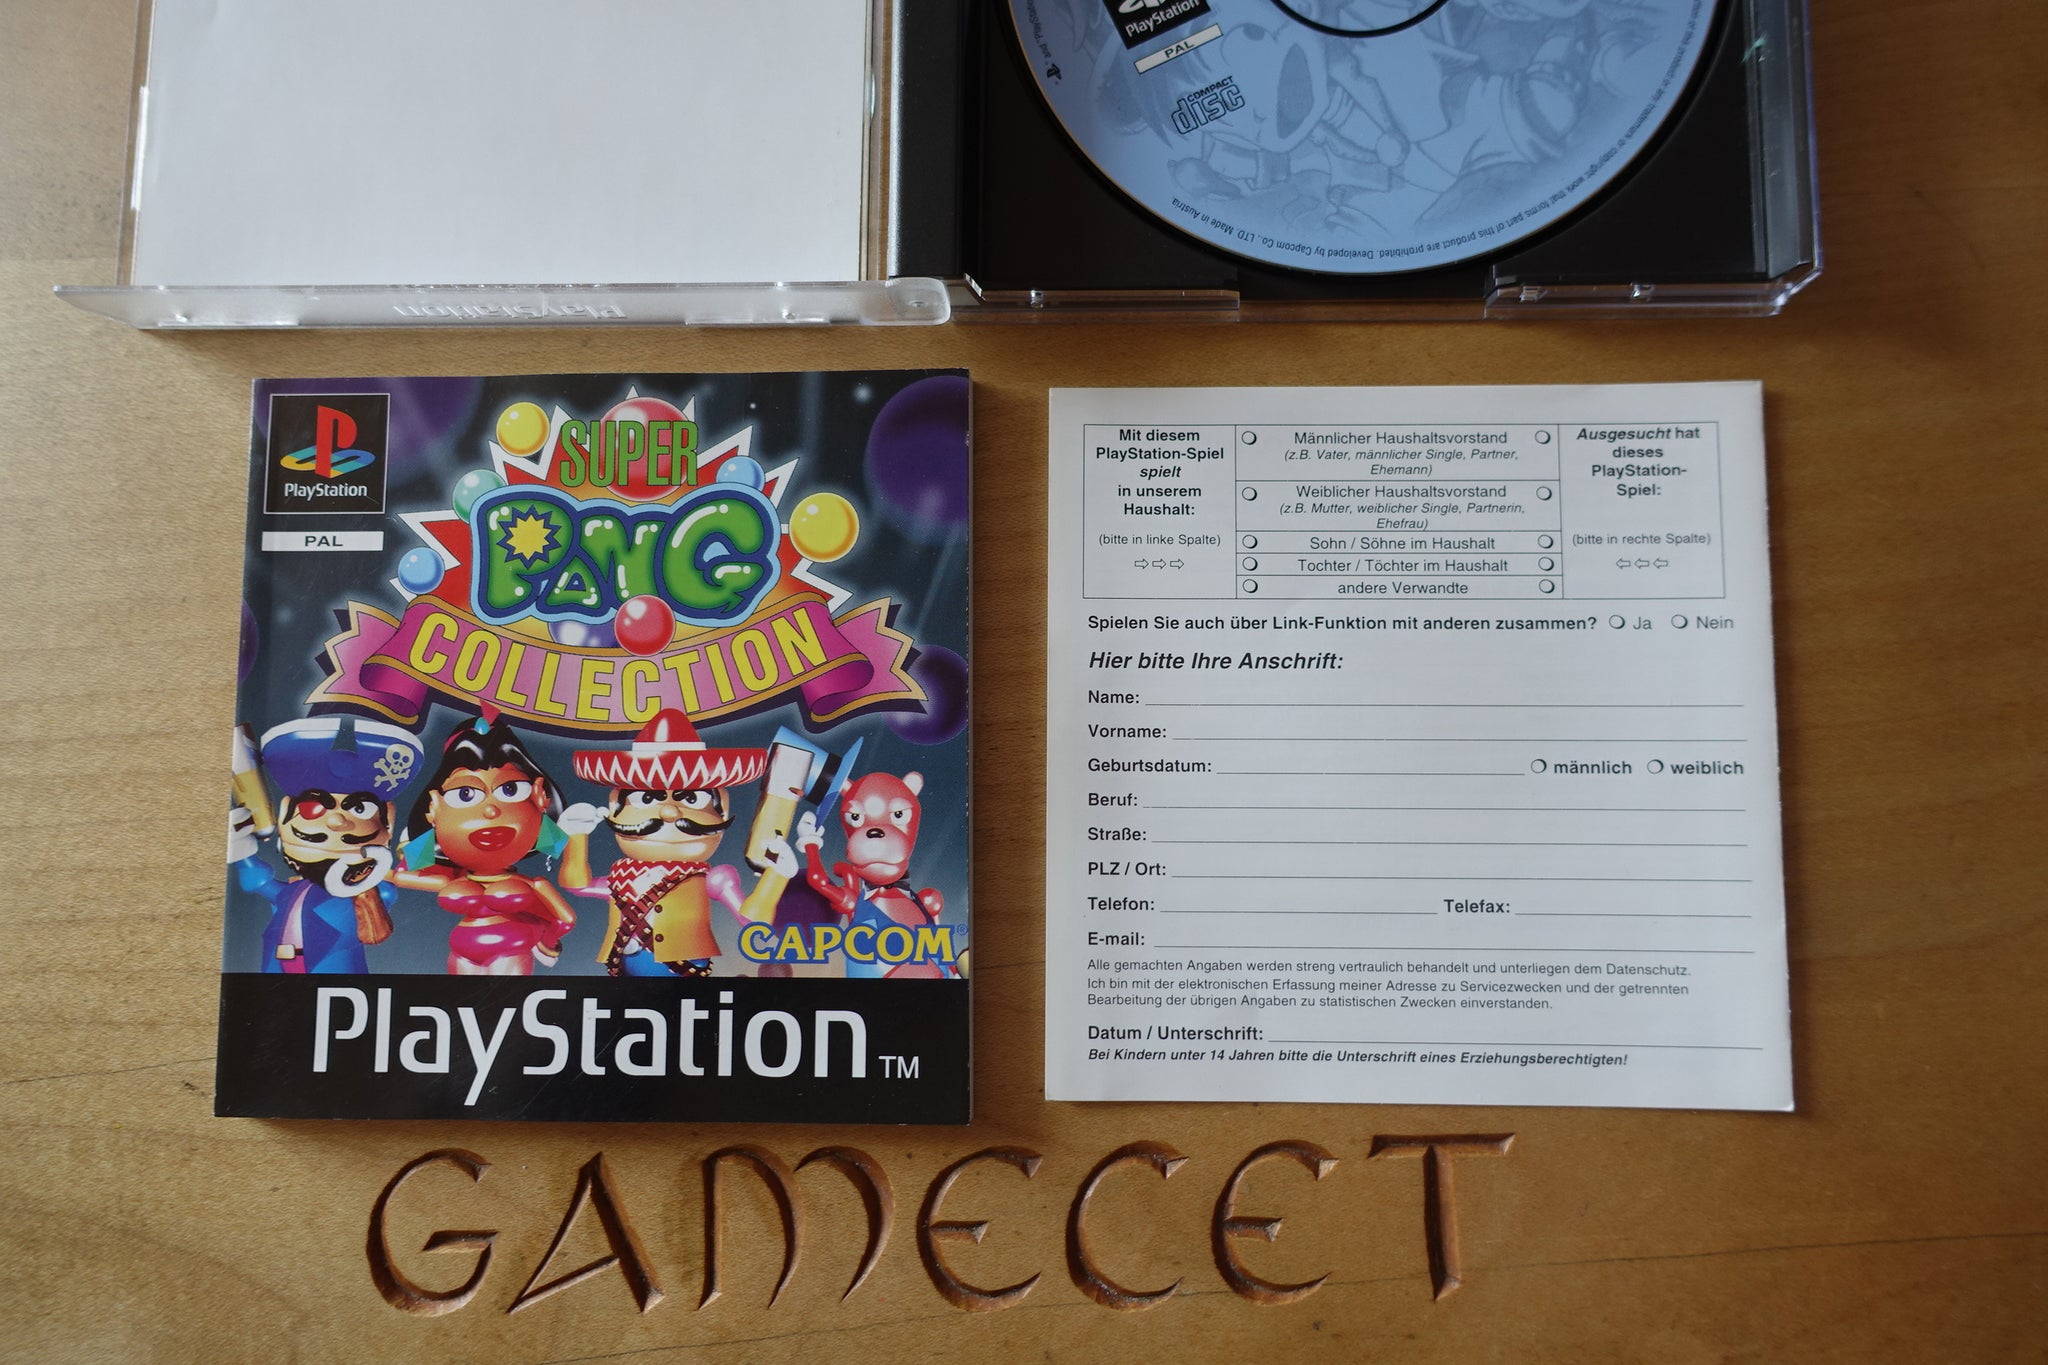 PlayStation
PAL
COMPACT
disc
of this product are prohibited. Developed by Capcom Co., LTD. Made in Austria.
PlayStation
PlayStation
PAL
SUPER
PANG
COLLECTION
CAPCOM®
PlayStation™
Mit diesem
PlayStation-Spiel
spielt
in unserem
Haushalt:
(bitte in linke Spalte)
⇨⇨⇨
Männlicher Haushaltsvorstand
(z.B. Vater, männlicher Single, Partner,
Ehemann)
Weiblicher Haushaltsvorstand
(z.B. Mutter, weiblicher Single, Partnerin,
Ehefrau)
Sohn / Söhne im Haushalt
Tochter / Töchter im Haushalt
andere Verwandte
Ausgesucht hat
dieses
PlayStation-
Spiel:
(bitte in rechte Spalte)
⇦⇦⇦
Spielen Sie auch über Link-Funktion mit anderen zusammen? Ja Nein
Hier bitte Ihre Anschrift:
Name:
Vorname:
Geburtsdatum: männlich weiblich
Beruf:
Straße:
PLZ / Ort:
Telefon: Telefax:
E-mail:
Alle gemachten Angaben werden streng vertraulich behandelt und unterliegen dem Datenschutz.
Ich bin mit der elektronischen Erfassung meiner Adresse zu Servicezwecken und der getrennten
Bearbeitung der übrigen Angaben zu statistischen Zwecken einverstanden.
Datum / Unterschrift:
Bei Kindern unter 14 Jahren bitte die Unterschrift eines Erziehungsberechtigten!
GAMECET